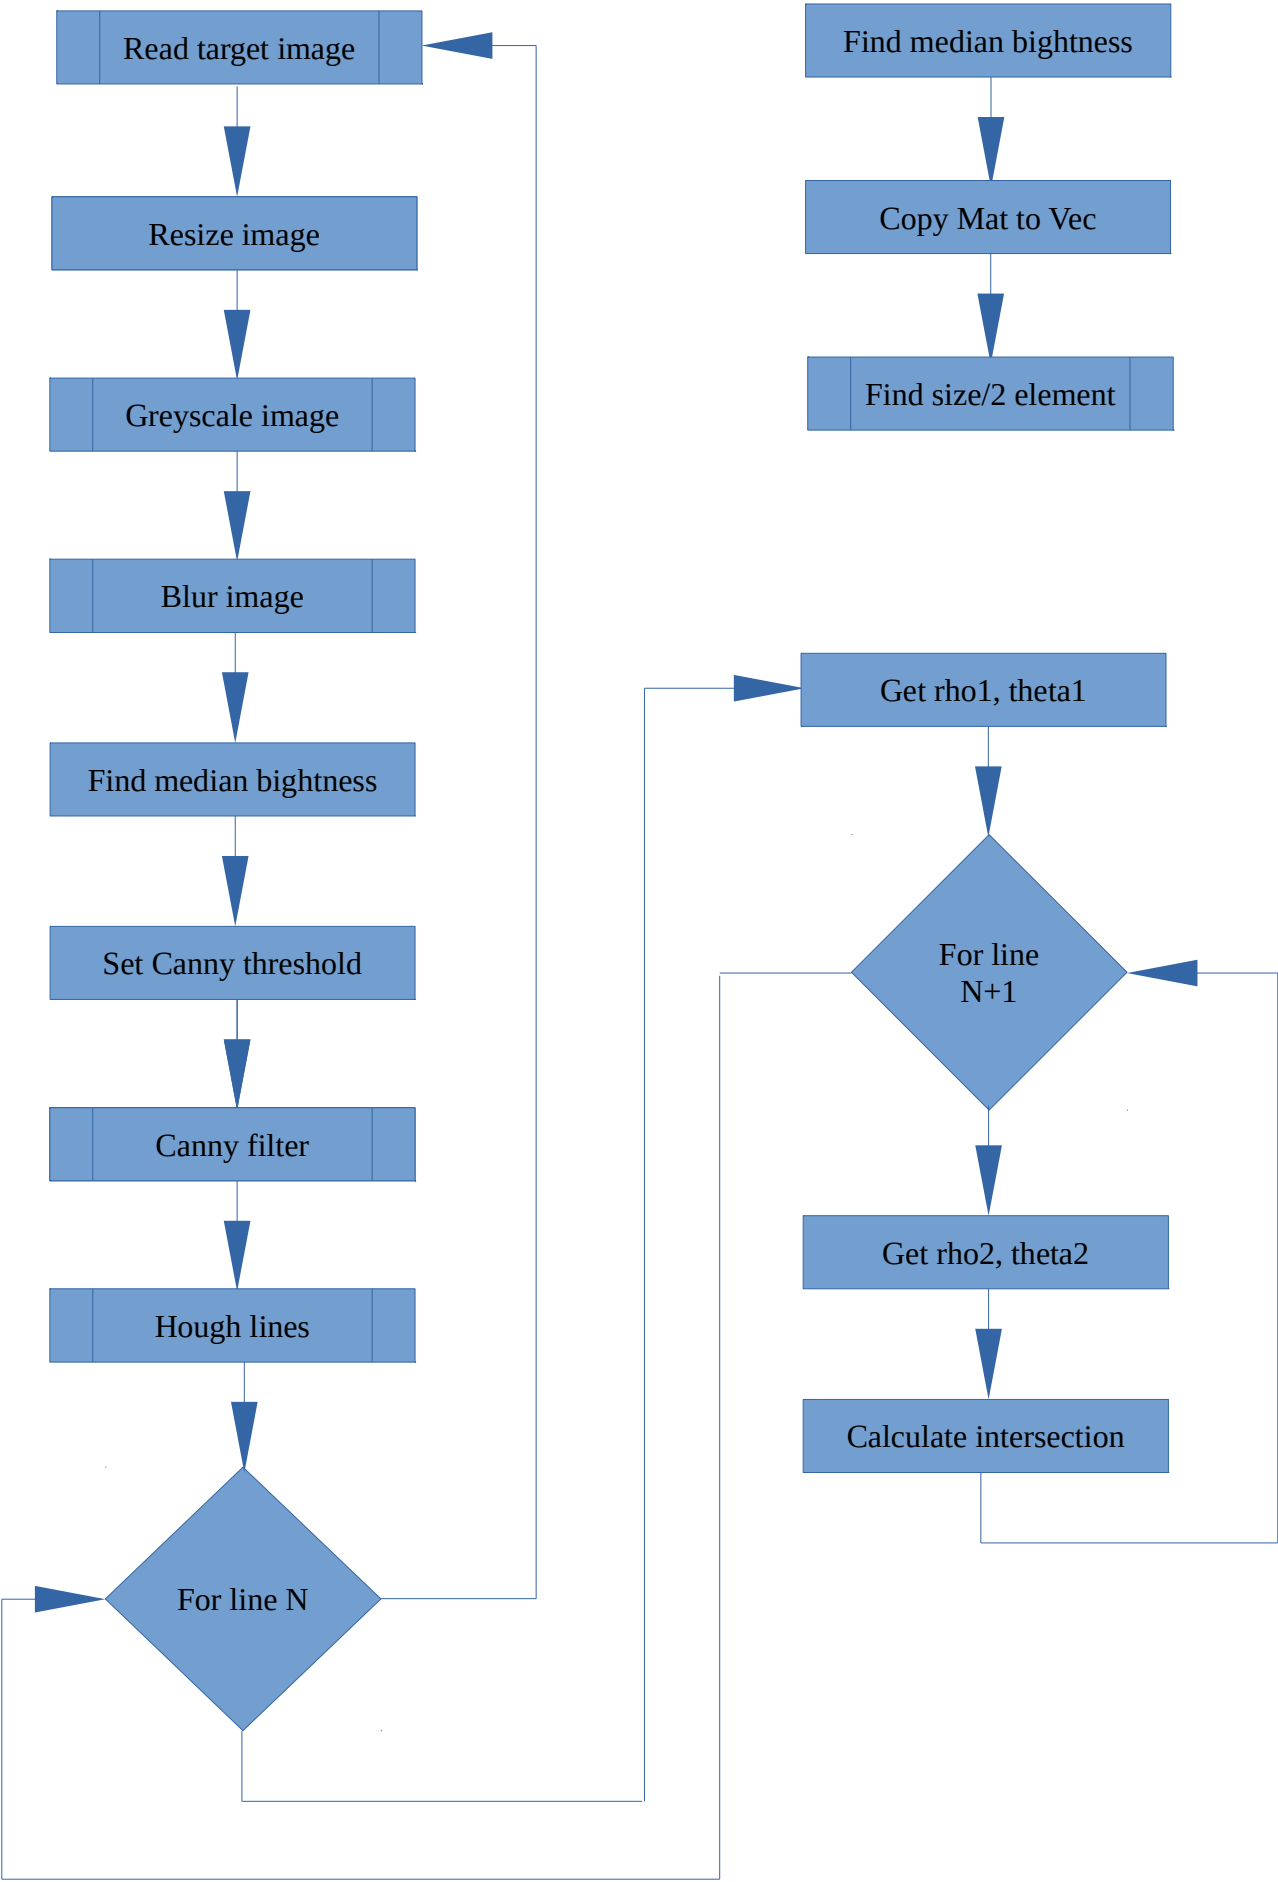 Read target image
Resize image
Greyscale image
Blur image
Find median bightness
Set Canny threshold
Canny filter
Hough lines
For line N
Find median bightness
Copy Mat to Vec
Find size/2 element
Get rho1, theta1
For line
N+1
Get rho2, theta2
Calculate intersection